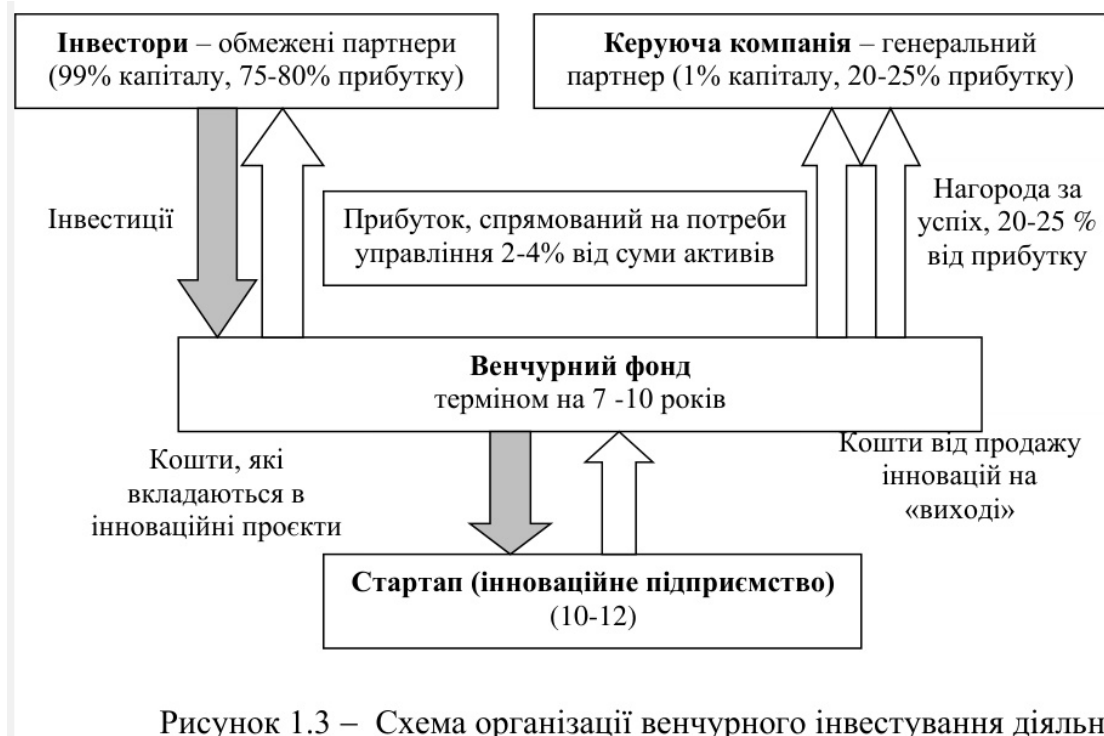 Інвестори – обмежені партнери
(99% капіталу, 75-80% прибутку)
Керуюча компанія – генеральний
партнер (1% капіталу, 20-25% прибутку)
Інвестиції
Прибуток, спрямований на потреби
управління 2-4% від суми активів
Нагорода за
успіх, 20-25 %
від прибутку
Венчурний фонд
терміном на 7 -10 років
Кошти, які
вкладаються в
інноваційні проєкти
Кошти від продажу
інновацій на
«виході»
Стартап (інноваційне підприємство)
(10-12)
Рисунок 1.3 – Схема організації венчурного інвестування